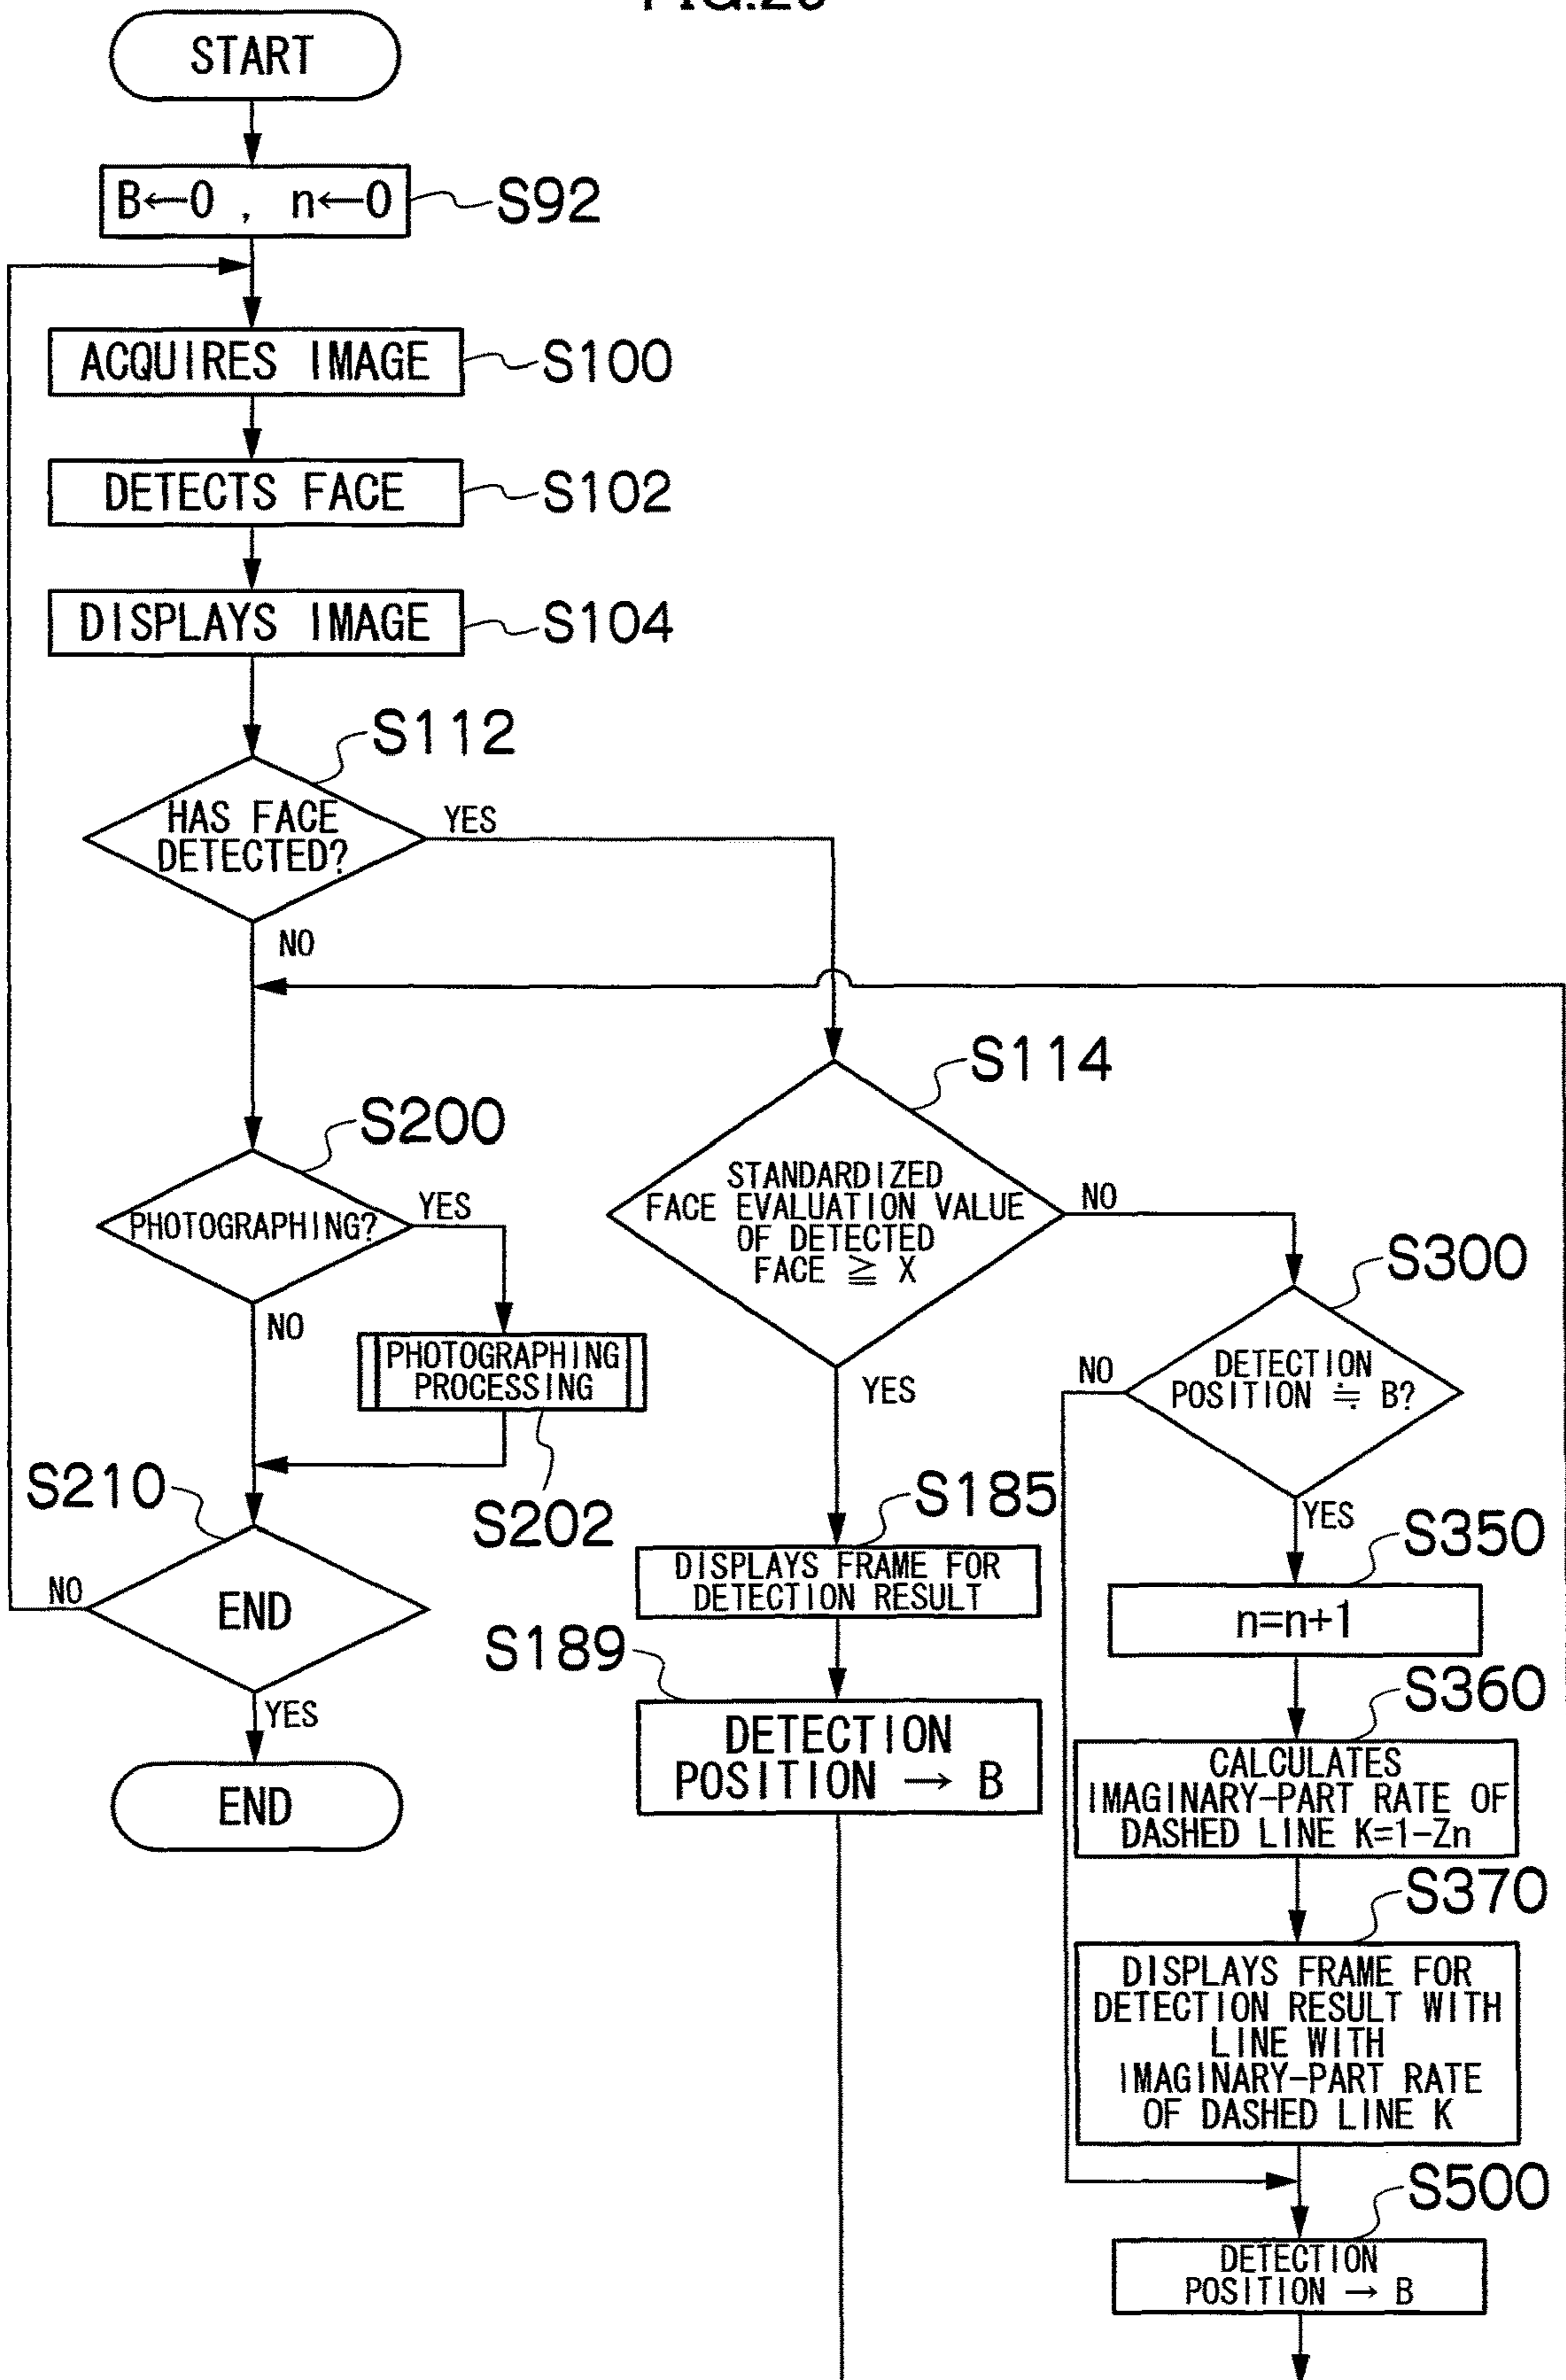 START
B←0 , n←0
S92
ACQUIRES IMAGE
S100
DETECTS FACE
S102
DISPLAYS IMAGE
S104
S112
HAS FACE
DETECTED?
YES
NO
S114
STANDARDIZED
FACE EVALUATION VALUE
OF DETECTED
FACE ≧ X
NO
YES
S200
PHOTOGRAPHING?
YES
NO
PHOTOGRAPHING
PROCESSING
S202
S210
END
NO
YES
END
S185
DISPLAYS FRAME FOR
DETECTION RESULT
S189
DETECTION
POSITION → B
S300
DETECTION
POSITION ≒ B?
NO
YES
S350
n=n+1
S360
CALCULATES
IMAGINARY-PART RATE OF
DASHED LINE K=1-Zn
S370
DISPLAYS FRAME FOR
DETECTION RESULT WITH
LINE WITH
IMAGINARY-PART RATE
OF DASHED LINE K
S500
DETECTION
POSITION → B